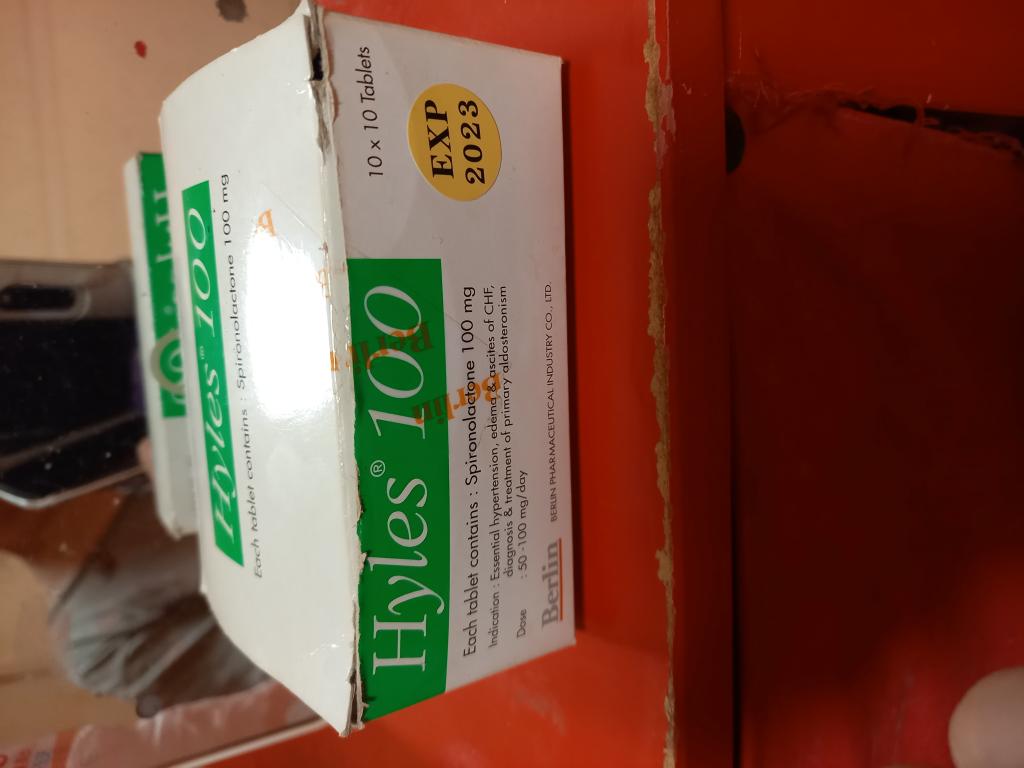 Hyles® 100
Each tablet contains : Spironolactone 100 mg
Berlin
Berlin
Hyles® 100
10 x 10 Tablets
EXP
2023
Each tablet contains : Spironolactone 100 mg
Indication : Essential hypertension, edema & ascites of CHF,
diagnosis & treatment of primary aldosteronism
Dose : 50 -100 mg/day
Berlin BERLIN PHARMACEUTICAL INDUSTRY CO., LTD.